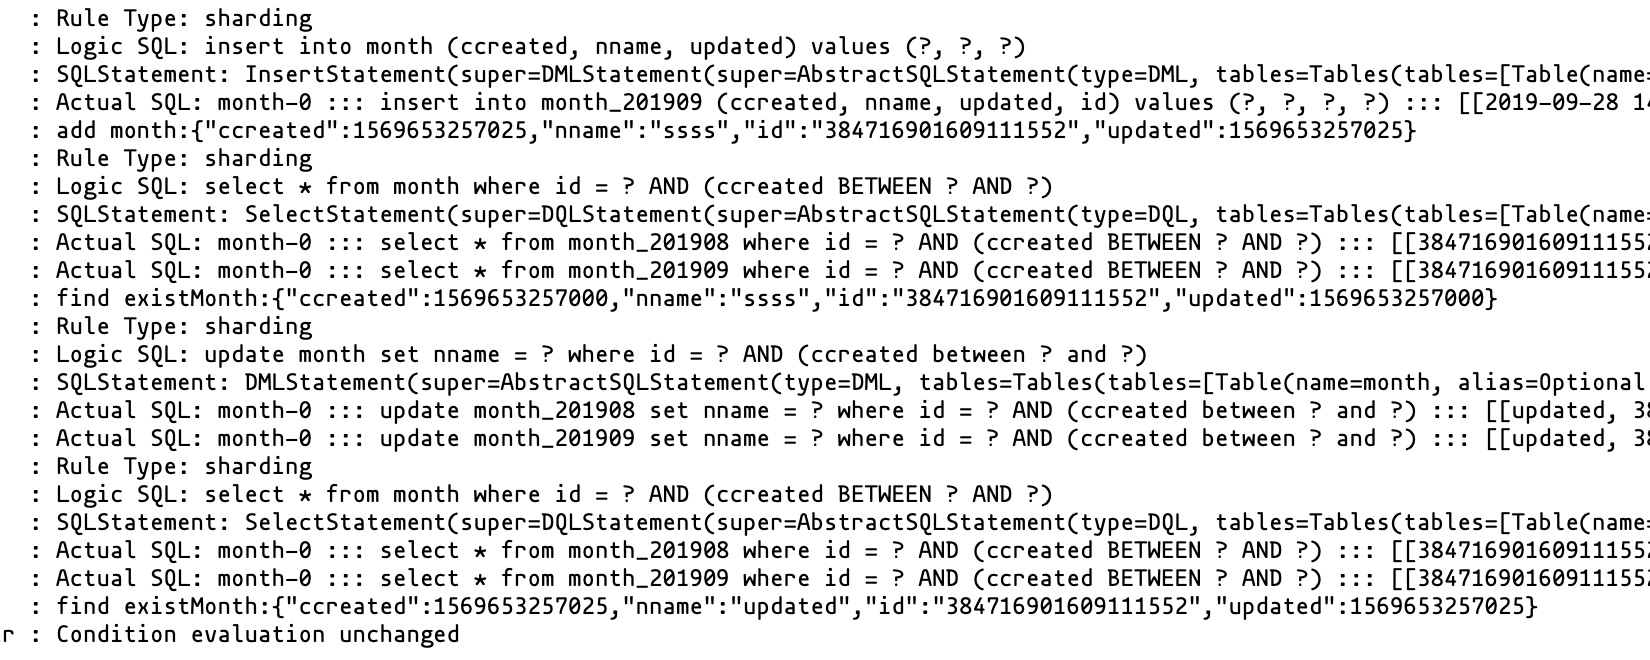 : Rule Type: sharding
: Logic SQL: insert into month (ccreated, nname, updated) values (?, ?, ?)
: SQLStatement: InsertStatement(super=DMLStatement(super=AbstractSQLStatement(type=DML, tables=Tables(tables=[Table(name=
: Actual SQL: month-0 ::: insert into month_201909 (ccreated, nname, updated, id) values (?, ?, ?, ?) ::: [[2019-09-28 14
: add month:{"ccreated":1569653257025,"nname":"ssss","id":"384716901609111552","updated":1569653257025}
: Rule Type: sharding
: Logic SQL: select * from month where id = ? AND (ccreated BETWEEN ? AND ?)
: SQLStatement: SelectStatement(super=DQLStatement(super=AbstractSQLStatement(type=DQL, tables=Tables(tables=[Table(name=
: Actual SQL: month-0 ::: select * from month_201908 where id = ? AND (ccreated BETWEEN ? AND ?) ::: [[384716901609111552
: Actual SQL: month-0 ::: select * from month_201909 where id = ? AND (ccreated BETWEEN ? AND ?) ::: [[384716901609111552
: find existMonth:{"ccreated":1569653257000,"nname":"ssss","id":"384716901609111552","updated":1569653257000}
: Rule Type: sharding
: Logic SQL: update month set nname = ? where id = ? AND (ccreated between ? and ?)
: SQLStatement: DMLStatement(super=AbstractSQLStatement(type=DML, tables=Tables(tables=[Table(name=month, alias=Optional
: Actual SQL: month-0 ::: update month_201908 set nname = ? where id = ? AND (ccreated between ? and ?) ::: [[updated, 38
: Actual SQL: month-0 ::: update month_201909 set nname = ? where id = ? AND (ccreated between ? and ?) ::: [[updated, 38
: Rule Type: sharding
: Logic SQL: select * from month where id = ? AND (ccreated BETWEEN ? AND ?)
: SQLStatement: SelectStatement(super=DQLStatement(super=AbstractSQLStatement(type=DQL, tables=Tables(tables=[Table(name=
: Actual SQL: month-0 ::: select * from month_201908 where id = ? AND (ccreated BETWEEN ? AND ?) ::: [[384716901609111552
: Actual SQL: month-0 ::: select * from month_201909 where id = ? AND (ccreated BETWEEN ? AND ?) ::: [[384716901609111552
: find existMonth:{"ccreated":1569653257025,"nname":"updated","id":"384716901609111552","updated":1569653257025}
r : Condition evaluation unchanged